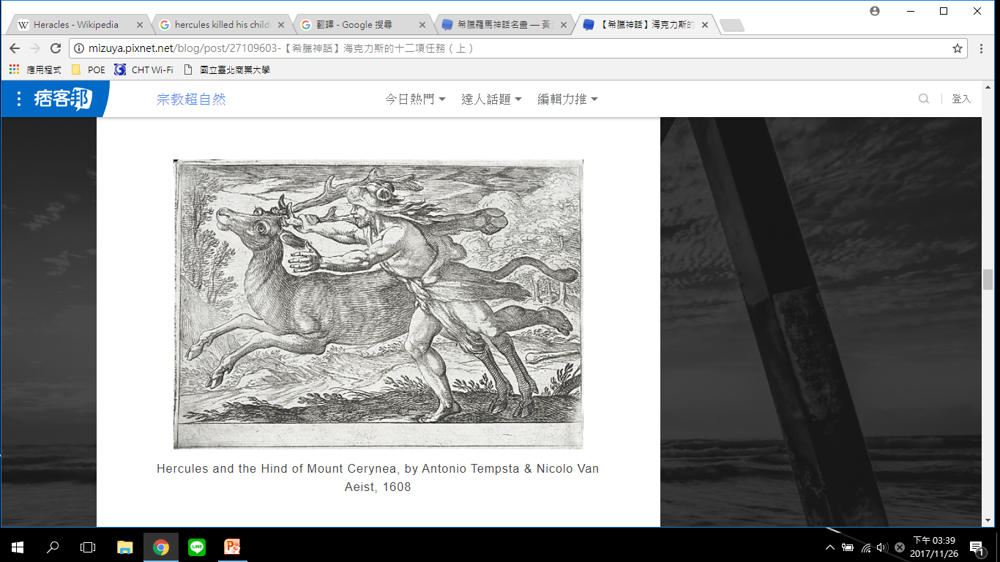 Heracles - Wikipedia
hercules killed his child
翻譯 - Google 搜尋
希臘羅馬神話名畫 — 黃金
【希臘神話】海克力斯的
mizuya.pixnet.net/blog/post/27109603-【希臘神話】海克力斯的十二項任務（上）
應用程式
POE
CHT Wi-Fi
國立臺北商業大學
痞客邦
宗教超自然
今日熱門
達人話題
編輯力推
登入
Hercules and the Hind of Mount Cerynea, by Antonio Tempsta & Nicolo Van
Aeist, 1608
LINE
下午 03:39
2017/11/26
1